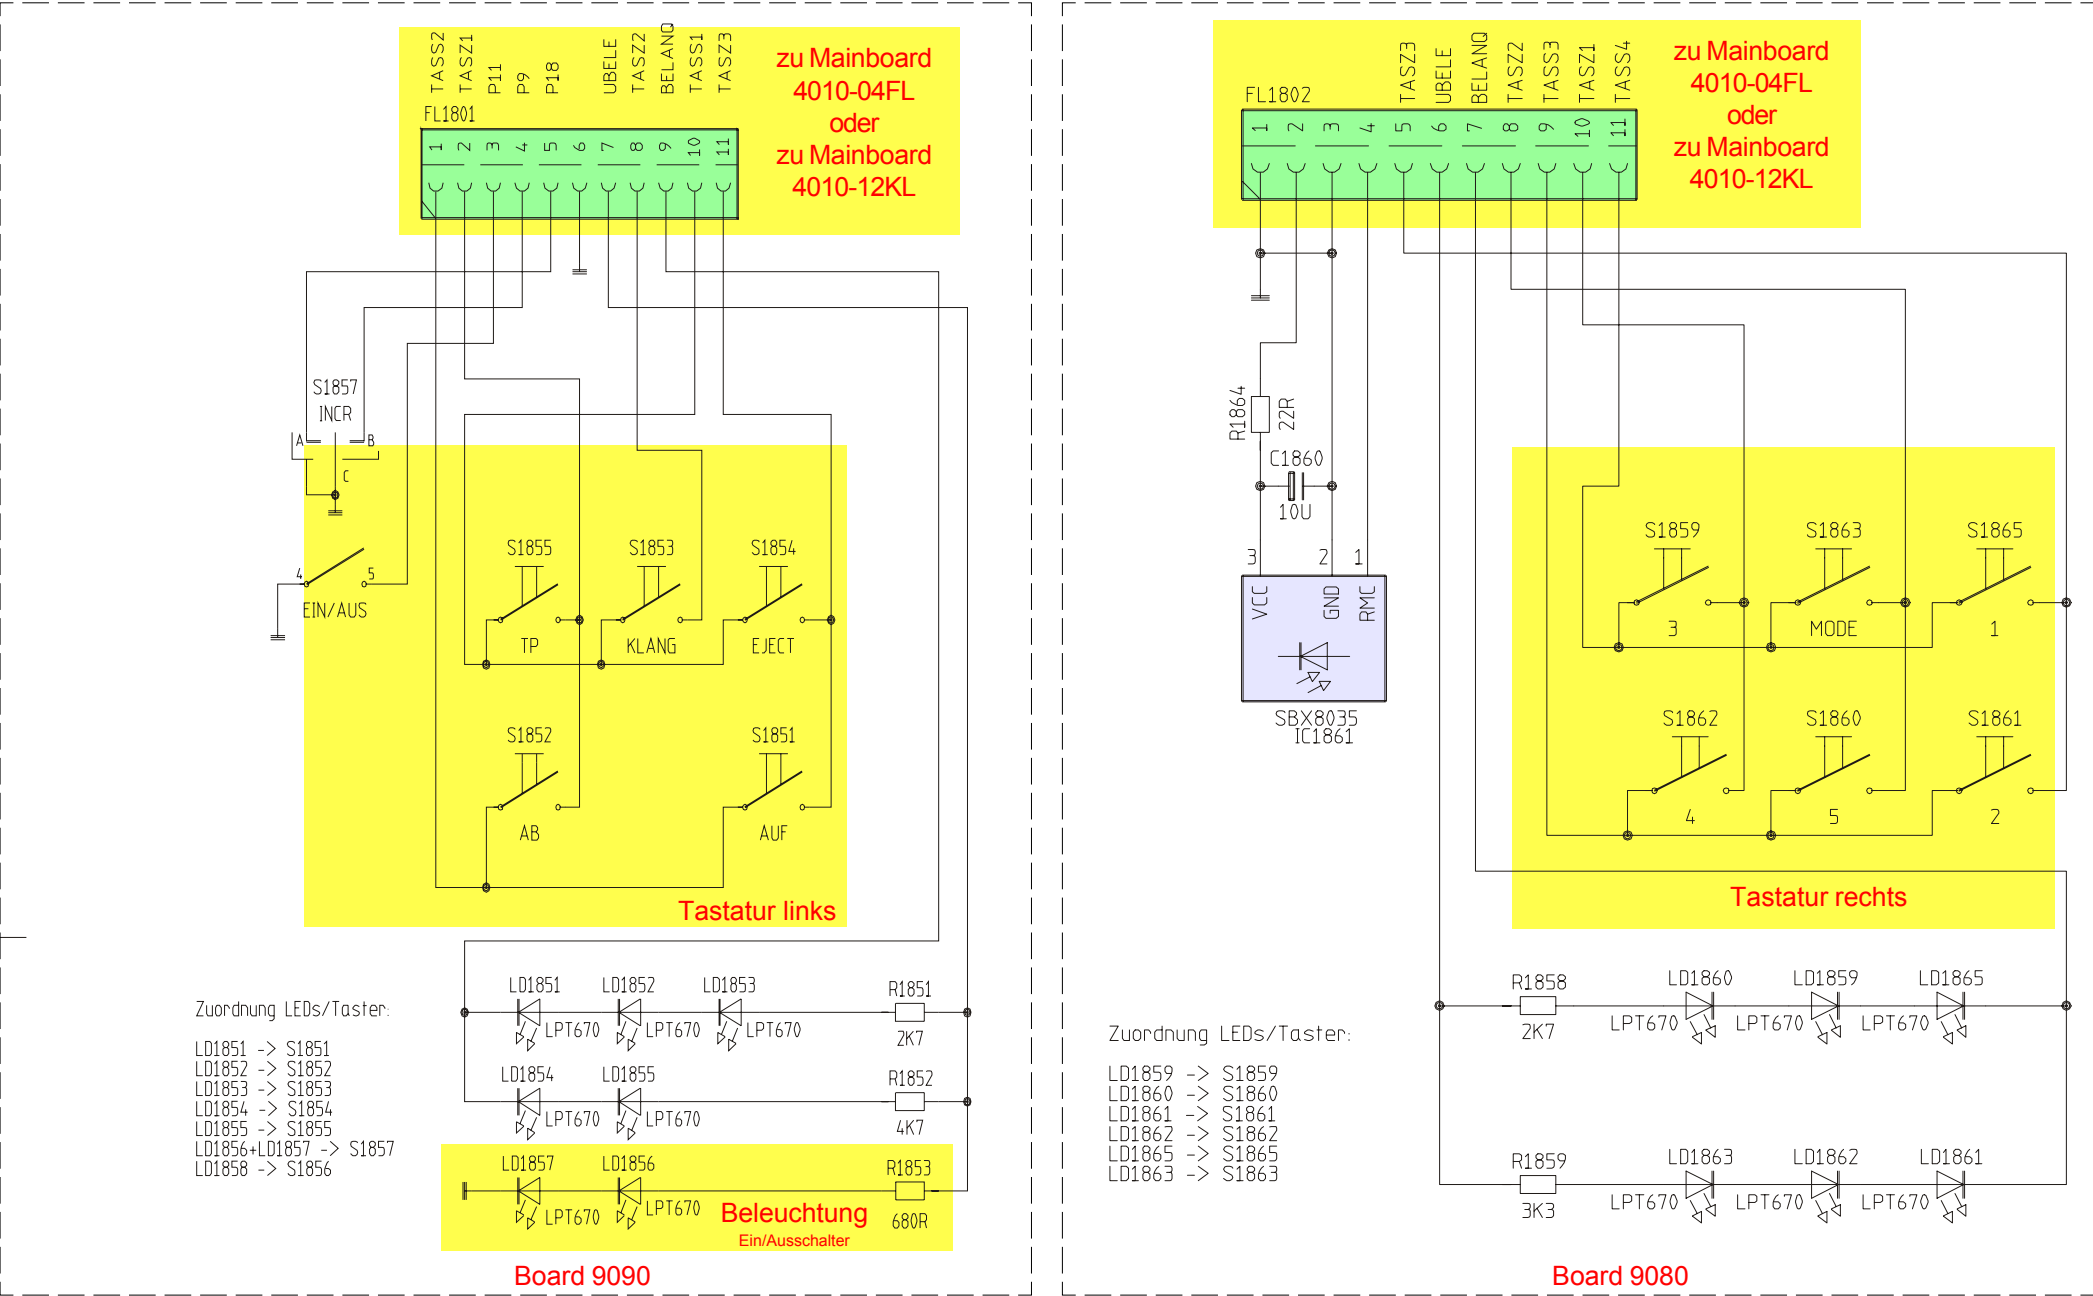 TASS2
TASZ1
P11
P9
P18
UBELE
TASZ2
BELANQ
TASS1
TASZ3
FL1801
1 2 3 4 5 6 7 8 9 10 11
zu Mainboard
4010-04FL
oder
zu Mainboard
4010-12KL
S1857
INCR
A
B
C
4
5
EIN/AUS
S1855
S1853
S1854
TP
KLANG
EJECT
S1852
S1851
AB
AUF
Tastatur links
LD1851
LD1852
LD1853
R1851
LPT670
LPT670
LPT670
2K7
LD1854
LD1855
R1852
LPT670
LPT670
4K7
LD1857
LD1856
R1853
LPT670
LPT670
680R
Beleuchtung
Ein/Ausschalter
Zuordnung LEDs/Taster:
LD1851 -> S1851
LD1852 -> S1852
LD1853 -> S1853
LD1854 -> S1854
LD1855 -> S1855
LD1856+LD1857 -> S1857
LD1858 -> S1856
Board 9090
TASZ3
UBELE
BELANQ
TASZ2
TASS3
TASZ1
TASS4
FL1802
1 2 3 4 5 6 7 8 9 10 11
zu Mainboard
4010-04FL
oder
zu Mainboard
4010-12KL
R1864
22R
C1860
10U
3
2
1
VCC
GND
RMC
SBX8035
IC1861
S1859
S1863
S1865
3
MODE
1
S1862
S1860
S1861
4
5
2
Tastatur rechts
R1858
LD1860
LD1859
LD1865
2K7
LPT670
LPT670
LPT670
R1859
LD1863
LD1862
LD1861
3K3
LPT670
LPT670
LPT670
Zuordnung LEDs/Taster:
LD1859 -> S1859
LD1860 -> S1860
LD1861 -> S1861
LD1862 -> S1862
LD1865 -> S1865
LD1863 -> S1863
Board 9080